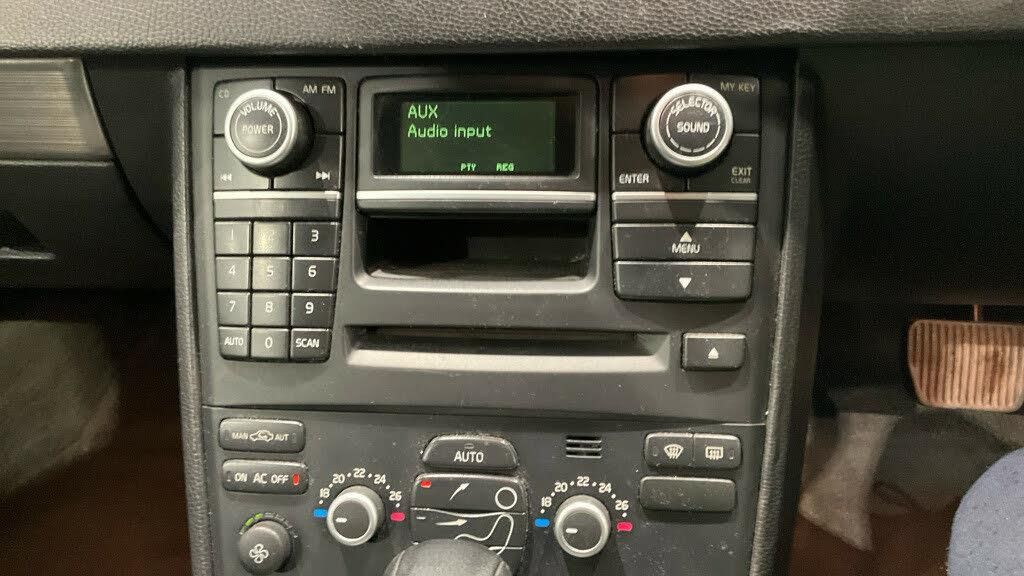 CD
AM FM
VOLUME
POWER
AUX
Audio input
PTY REG
MY KEY
SELECTOR
SOUND
ENTER
EXIT
CLEAR
1 2 3
4 5 6
7 8 9
AUTO 0 SCAN
MENU
MAN AUT
ON AC OFF
AUTO
18 20 22 24 26
18 20 22 24 26